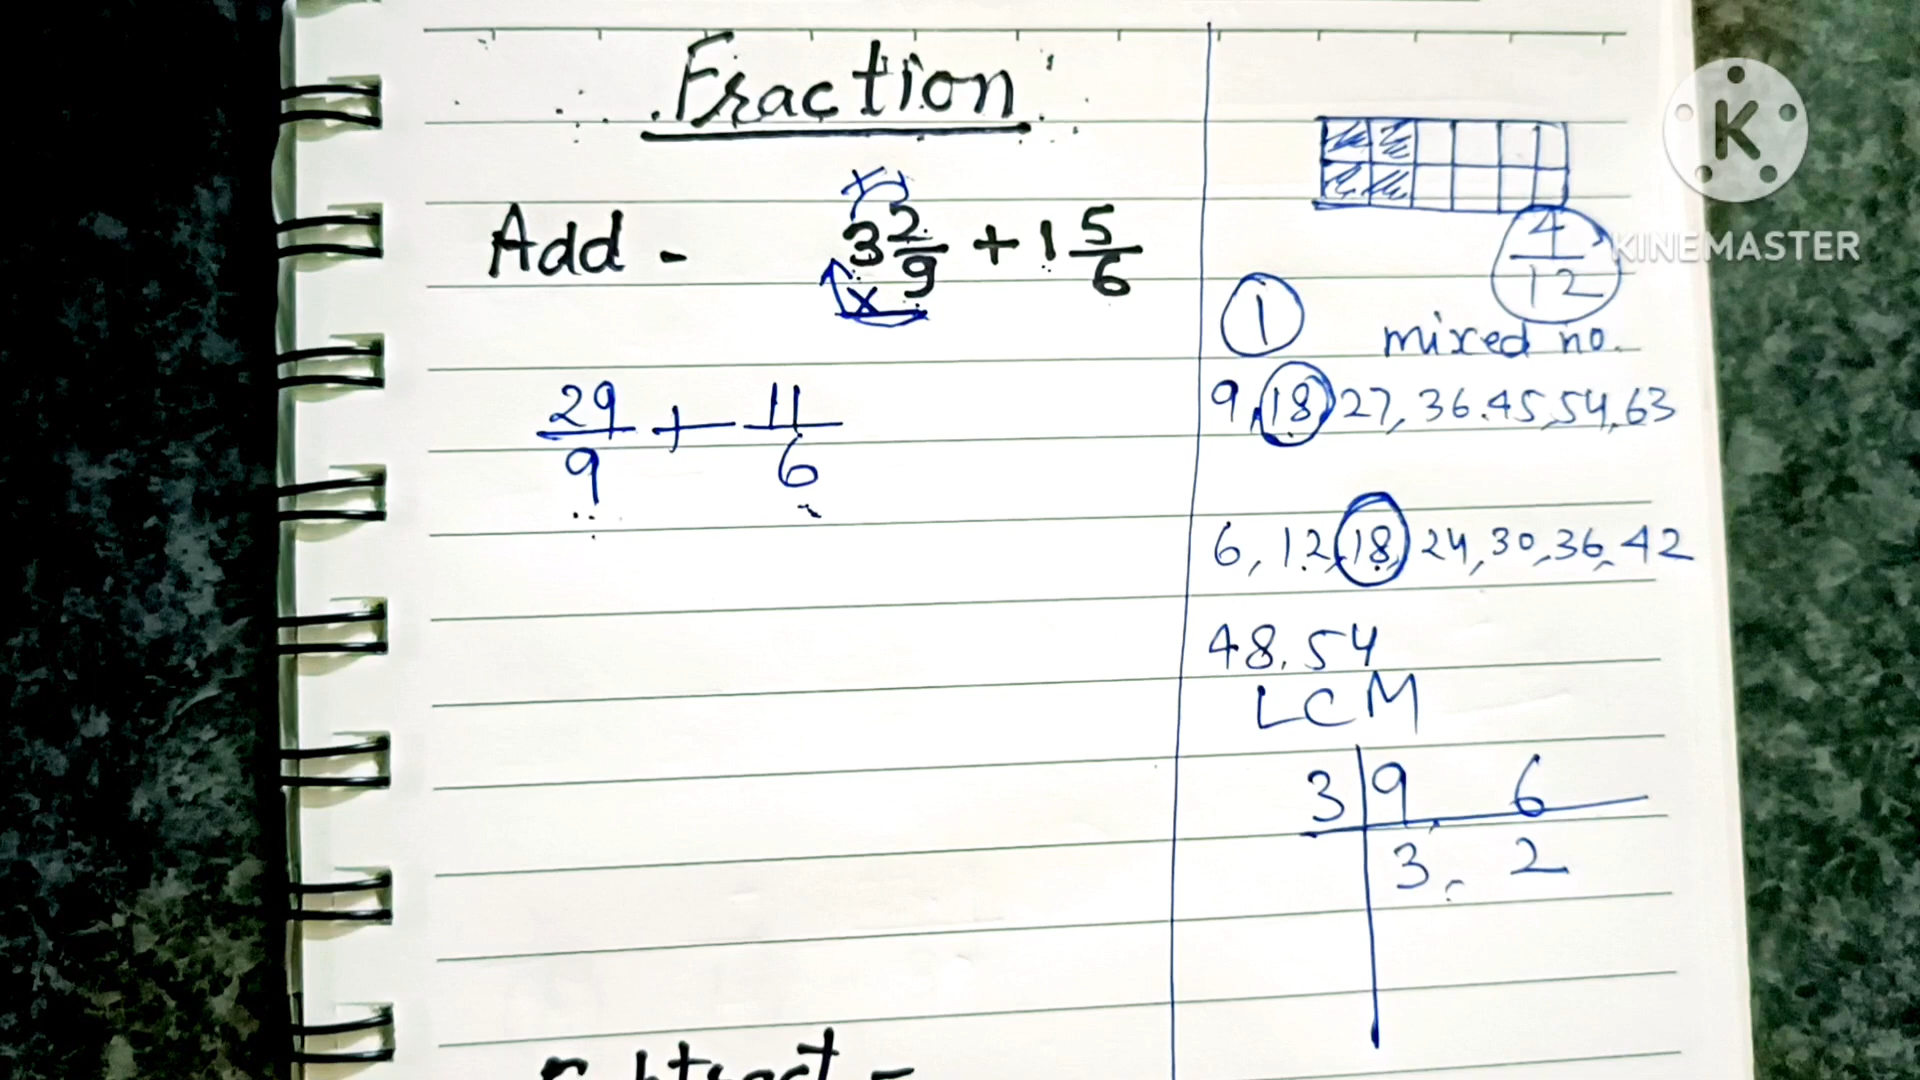 Fraction
Add - 3 2/9 + 1 5/6
29/9 + 11/6
4/12
1 mixed no.
9, 18, 27, 36. 45, 54, 63
6, 12, 18, 24, 30, 36, 42
48, 54
LCM
3 | 9, 6
3, 2
K
KINEMASTER